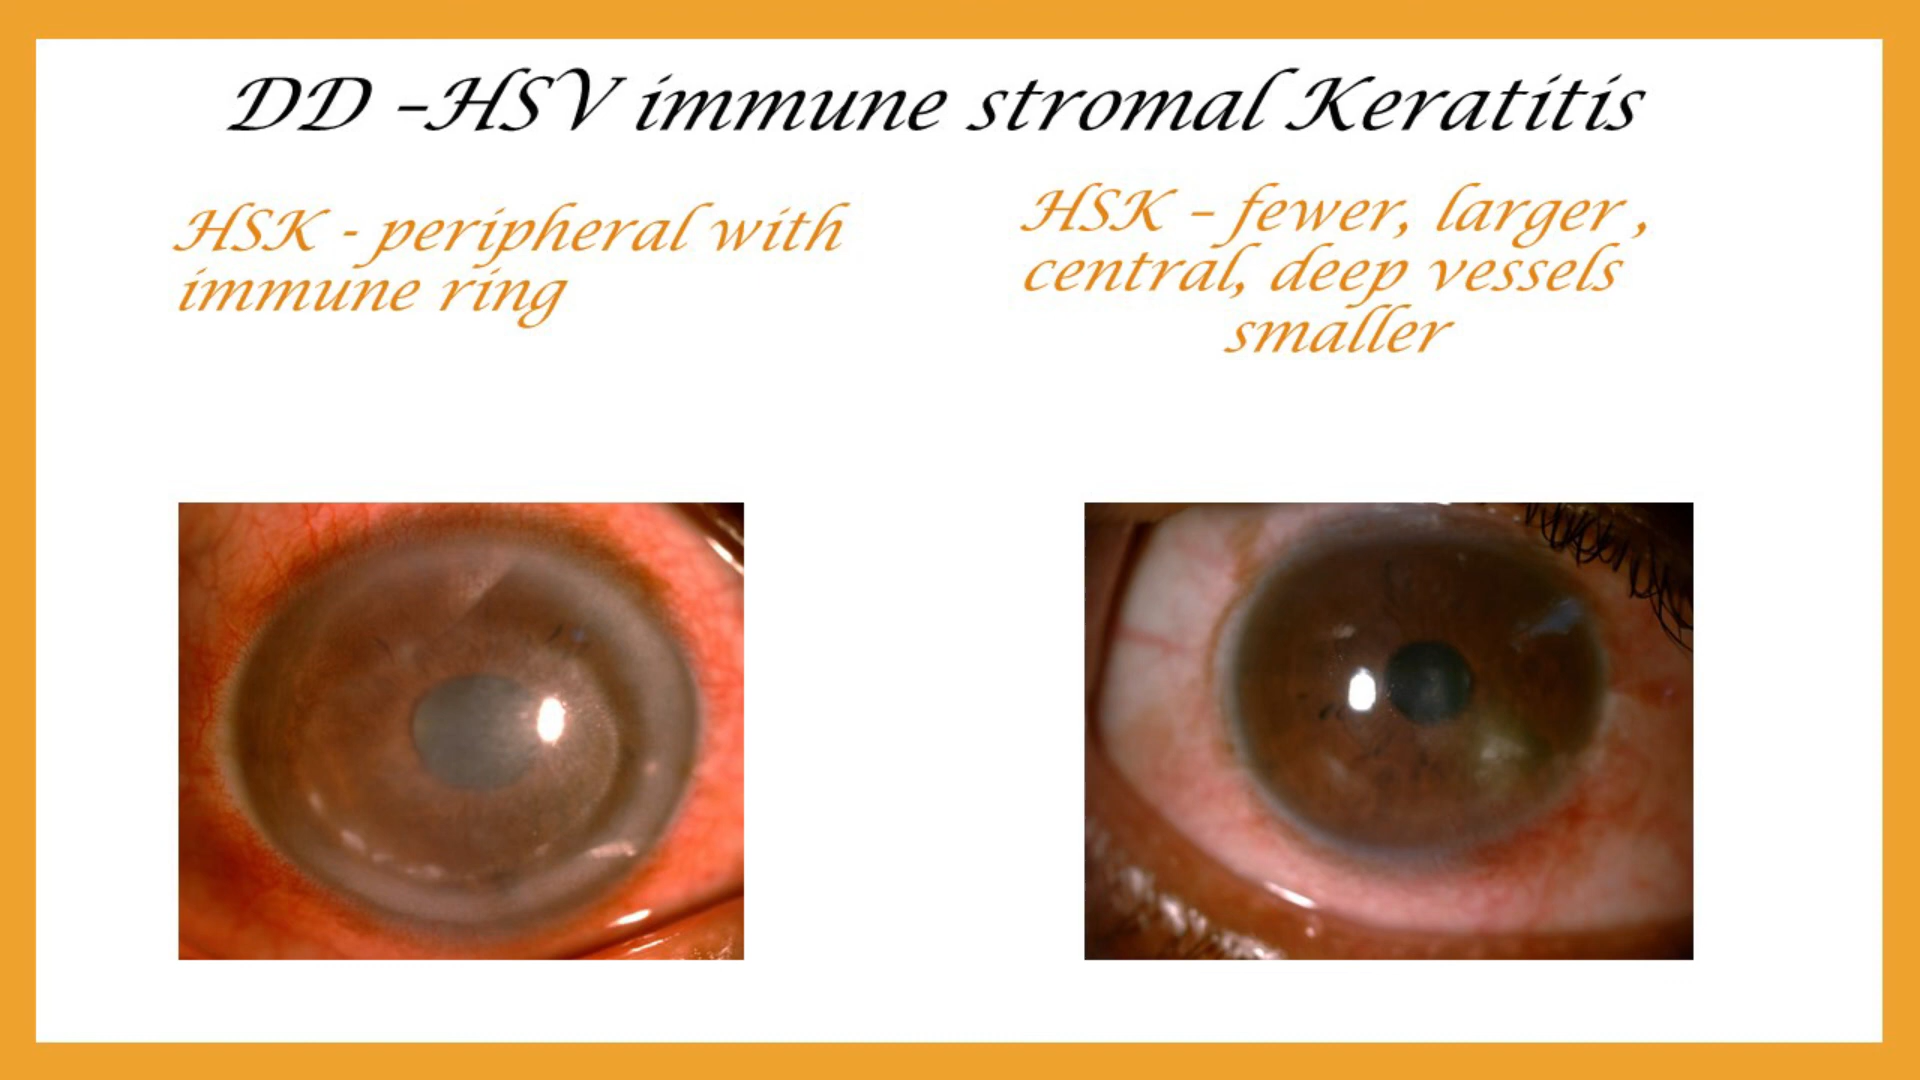 DD –HSV immune stromal Keratitis
HSK - peripheral with
immune ring
HSK – fewer, larger ,
central, deep vessels
smaller